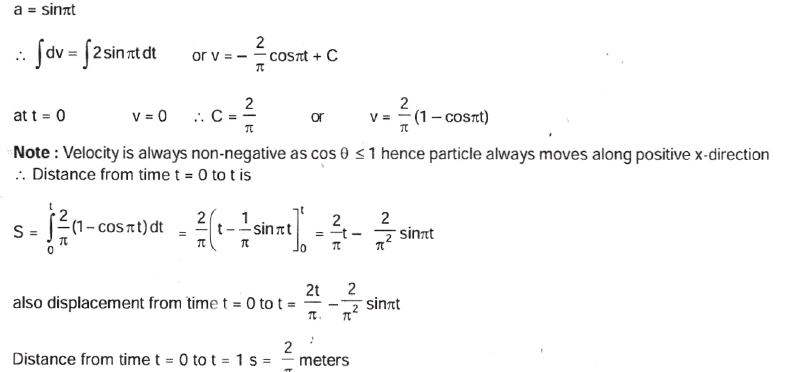 a = sinπt
∴ ∫dv = ∫2sinπt dt or v = – 2/π cosπt + C
at t = 0 v = 0 ∴ C = 2/π or v = 2/π (1 – cosπt)
Note : Velocity is always non-negative as cos θ ≤ 1 hence particle always moves along positive x-direction
∴ Distance from time t = 0 to t is
S = ∫₀ᵗ 2/π (1 – cosπt) dt = 2/π (t – 1/π sinπt]₀ᵗ = 2/π t – 2/π² sinπt
also displacement from time t = 0 to t = 2t/π – 2/π² sinπt
Distance from time t = 0 to t = 1 s = 2/π meters